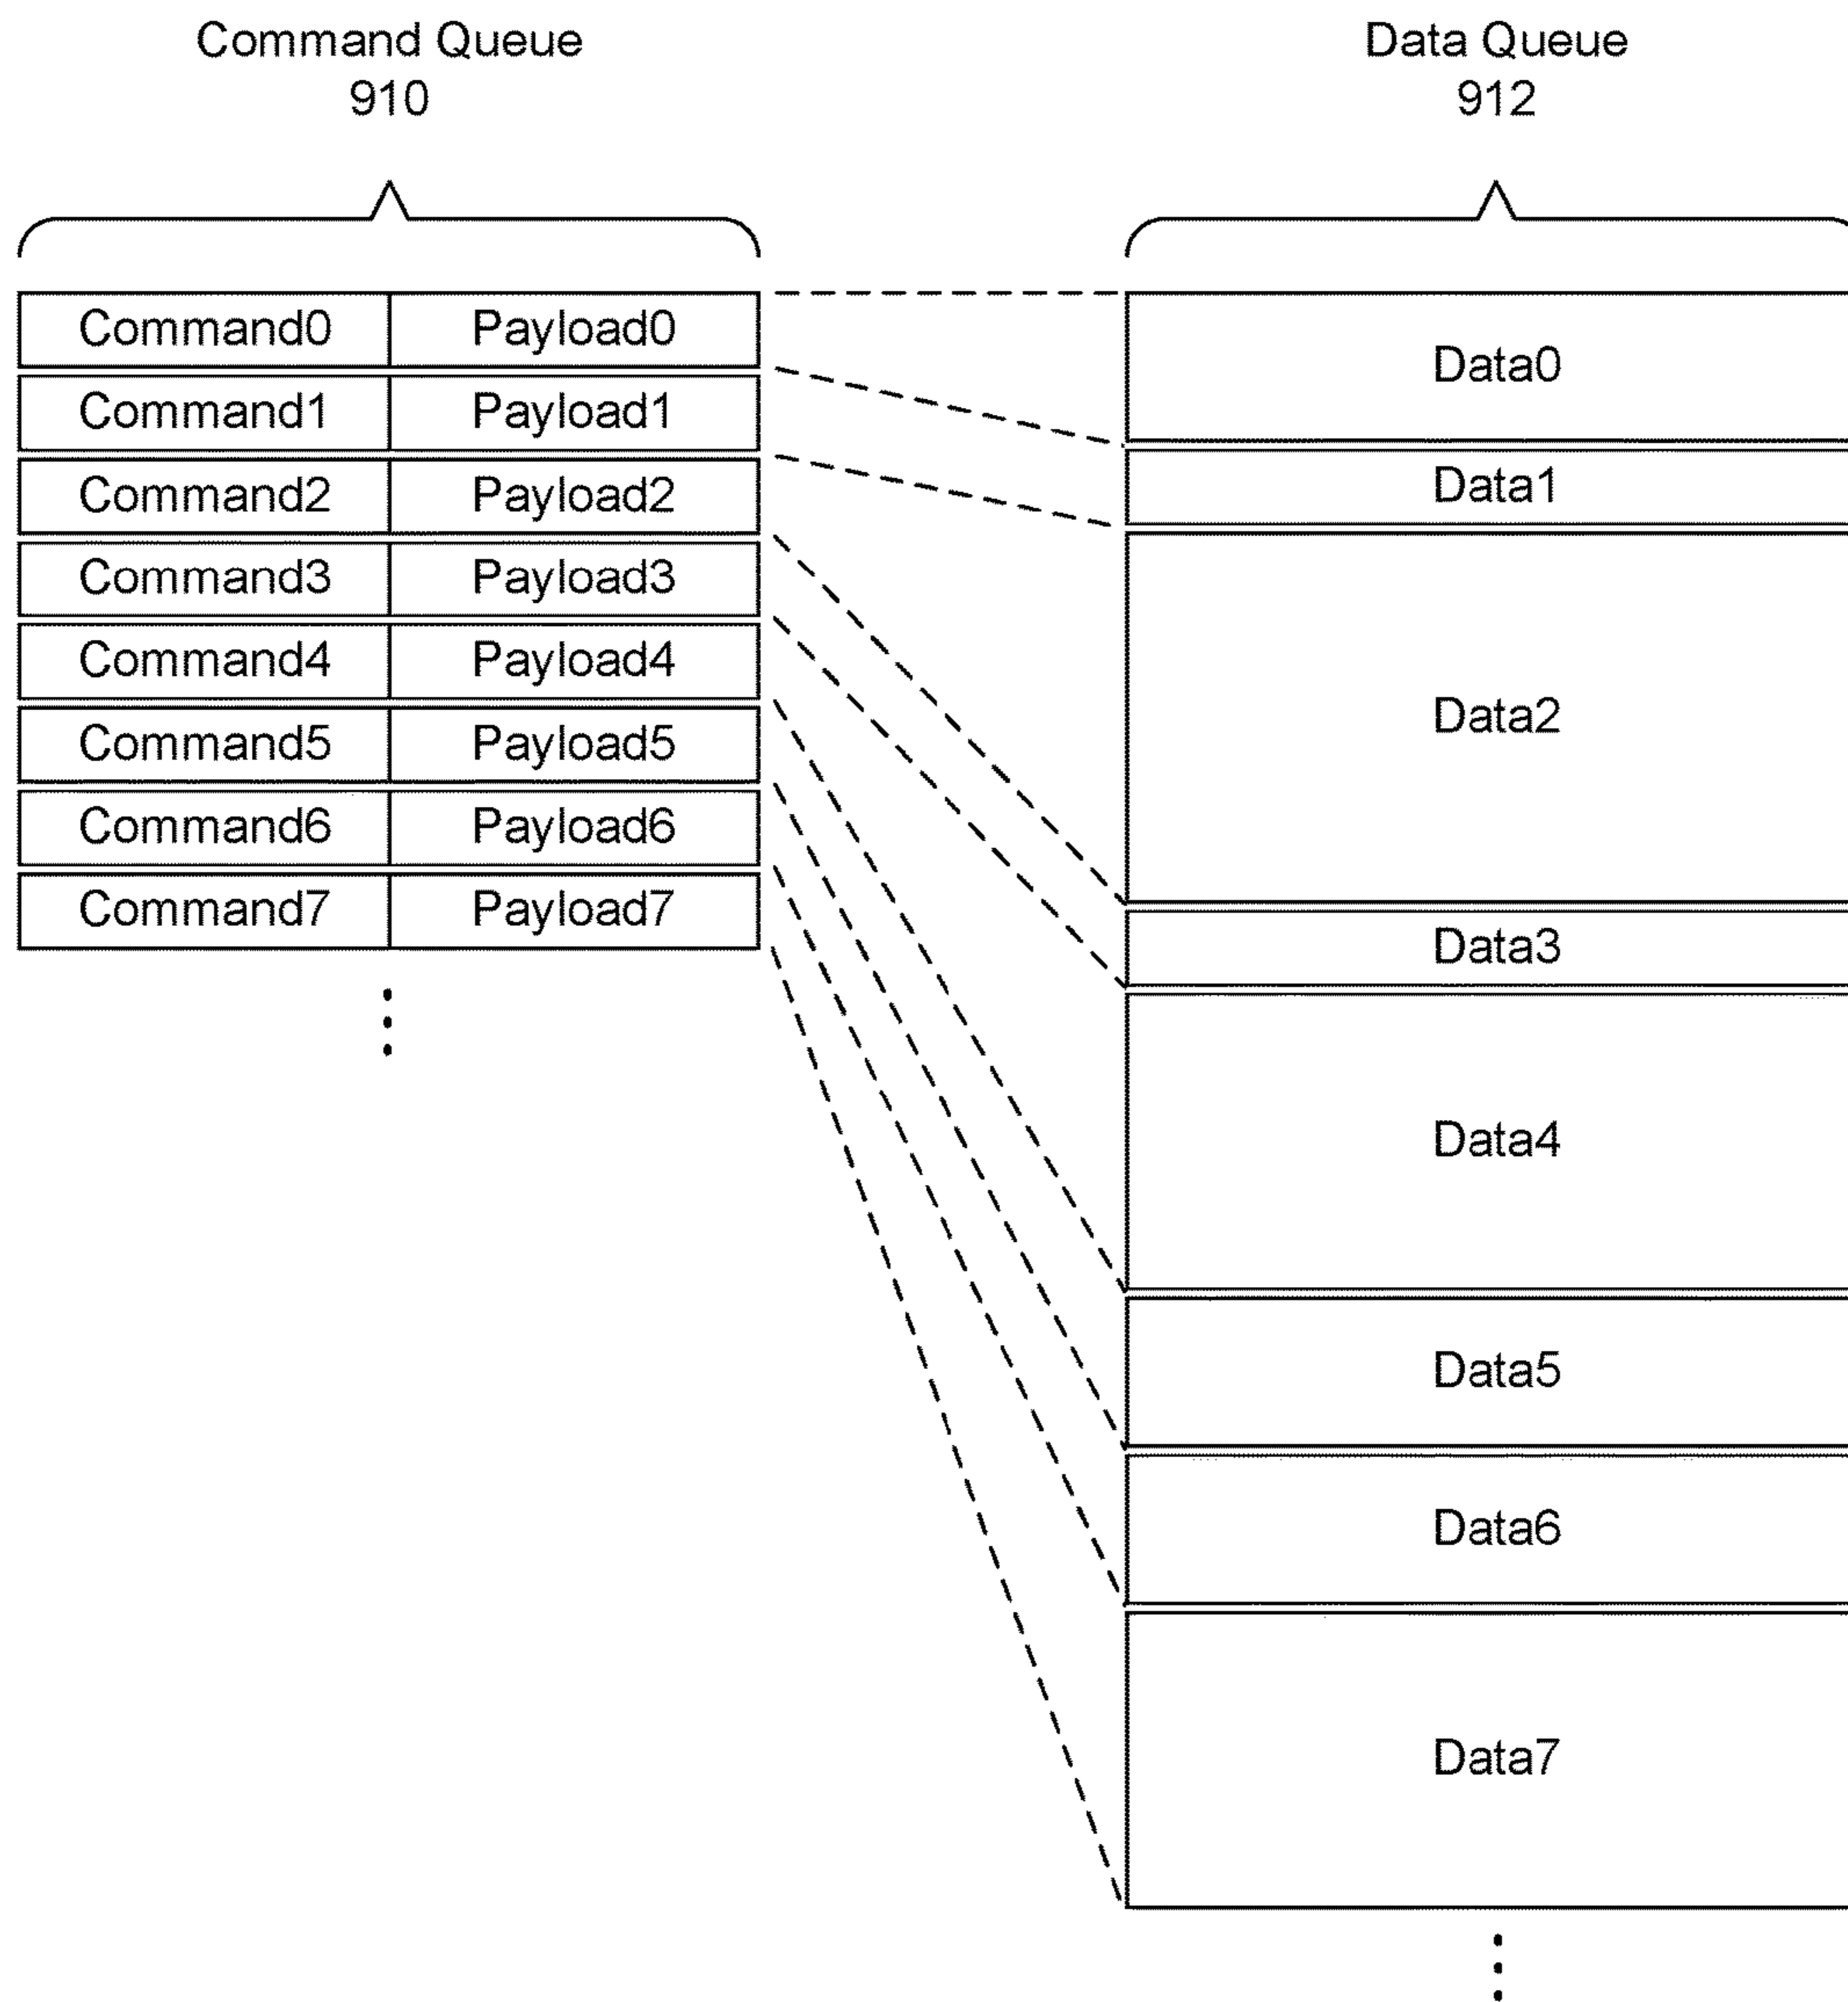 Command Queue
910
Data Queue
912
Command0 Payload0
Command1 Payload1
Command2 Payload2
Command3 Payload3
Command4 Payload4
Command5 Payload5
Command6 Payload6
Command7 Payload7
Data0
Data1
Data2
Data3
Data4
Data5
Data6
Data7